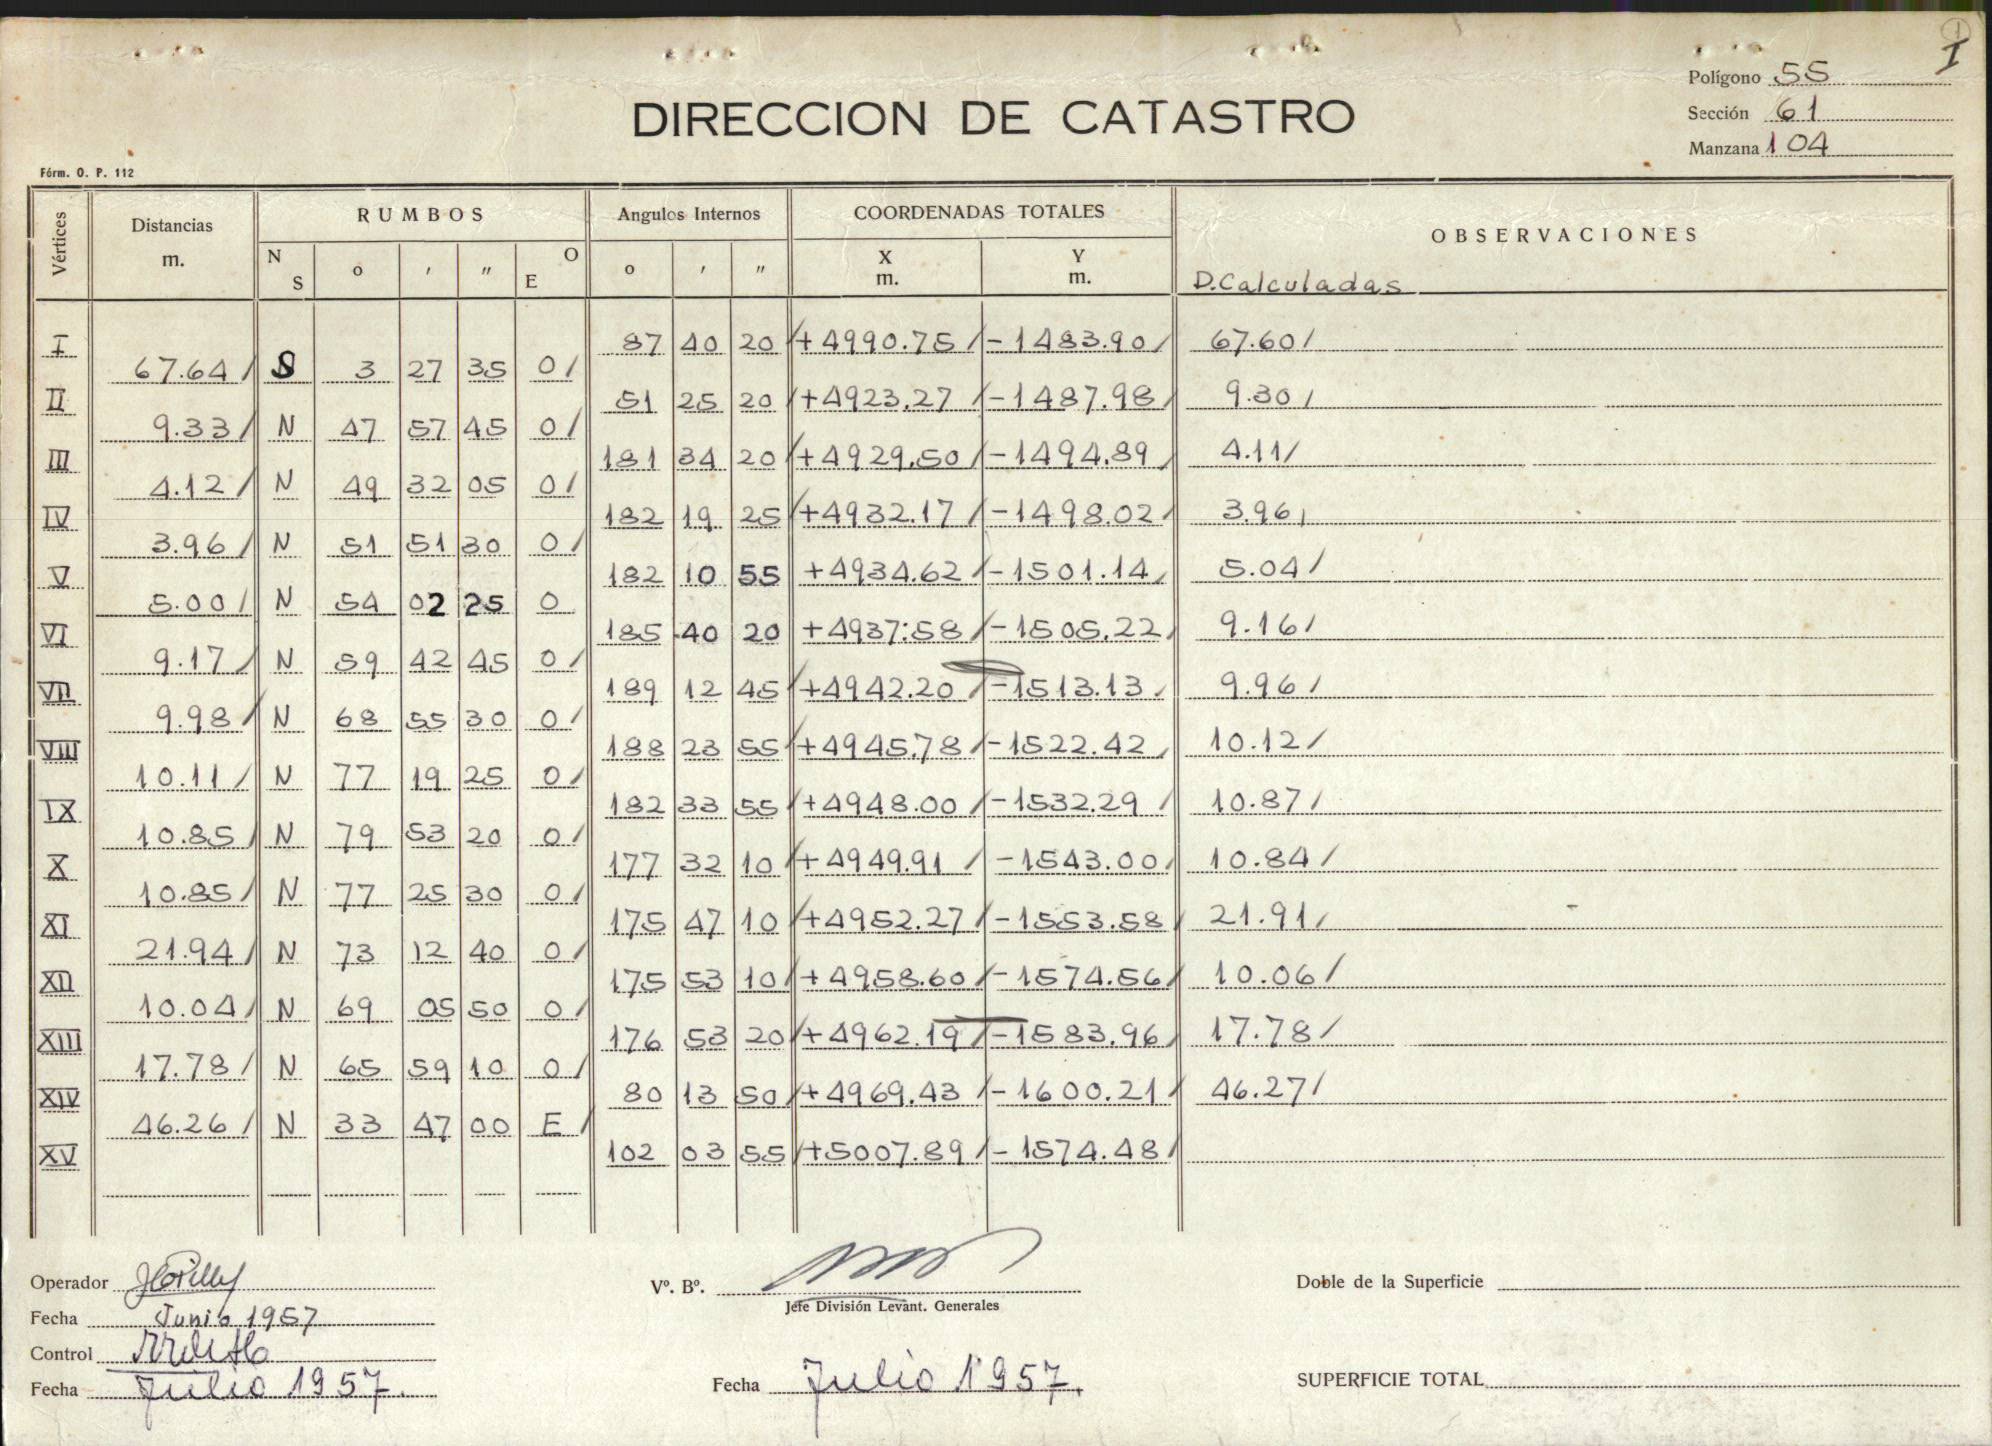 I
Polígono 55
DIRECCION DE CATASTRO
Sección 61
Manzana 104
Fórm. O. P. 112
Vértices Distancias m. RUMBOS Angulos Internos COORDENADAS TOTALES OBSERVACIONES
N S o ' " E O o ' " X m. Y m. D. Calculadas
I 87 40 20 +4990.75 -1483.90 67.60
67.64 S 3 27 35 O
II 51 25 20 +4923.27 -1487.98 9.30
9.33 N 47 57 45 O
III 181 34 20 +4929.50 -1494.89 4.11
4.12 N 49 32 05 O
IV 182 19 25 +4932.17 -1498.02 3.96
3.96 N 51 51 30 O
V 182 10 55 +4934.62 -1501.14 5.04
5.00 N 54 02 25 O
VI 185 40 20 +4937.58 -1505.22 9.16
9.17 N 59 42 45 O
VII 189 12 45 +4942.20 -1513.13 9.96
9.98 N 68 55 30 O
VIII 188 23 55 +4945.78 -1522.42 10.12
10.11 N 77 19 25 O
IX 182 33 55 +4948.00 -1532.29 10.87
10.85 N 79 53 20 O
X 177 32 10 +4949.91 -1543.00 10.84
10.85 N 77 25 30 O
XI 175 47 10 +4952.27 -1553.58 21.91
21.94 N 73 12 40 O
XII 175 53 10 +4958.60 -1574.56 10.06
10.04 N 69 05 50 O
XIII 176 53 20 +4962.19 -1583.96 17.78
17.78 N 65 59 10 O
XIV 80 13 50 +4969.43 -1600.21 46.27
46.26 N 33 47 00 E
XV 102 03 55 +5007.89 -1574.48
Operador
Vº. Bº.
Doble de la Superficie
Jefe División Levant. Generales
Fecha Junio 1957
Control
Fecha Julio 1957.
Fecha Julio 1957.
SUPERFICIE TOTAL